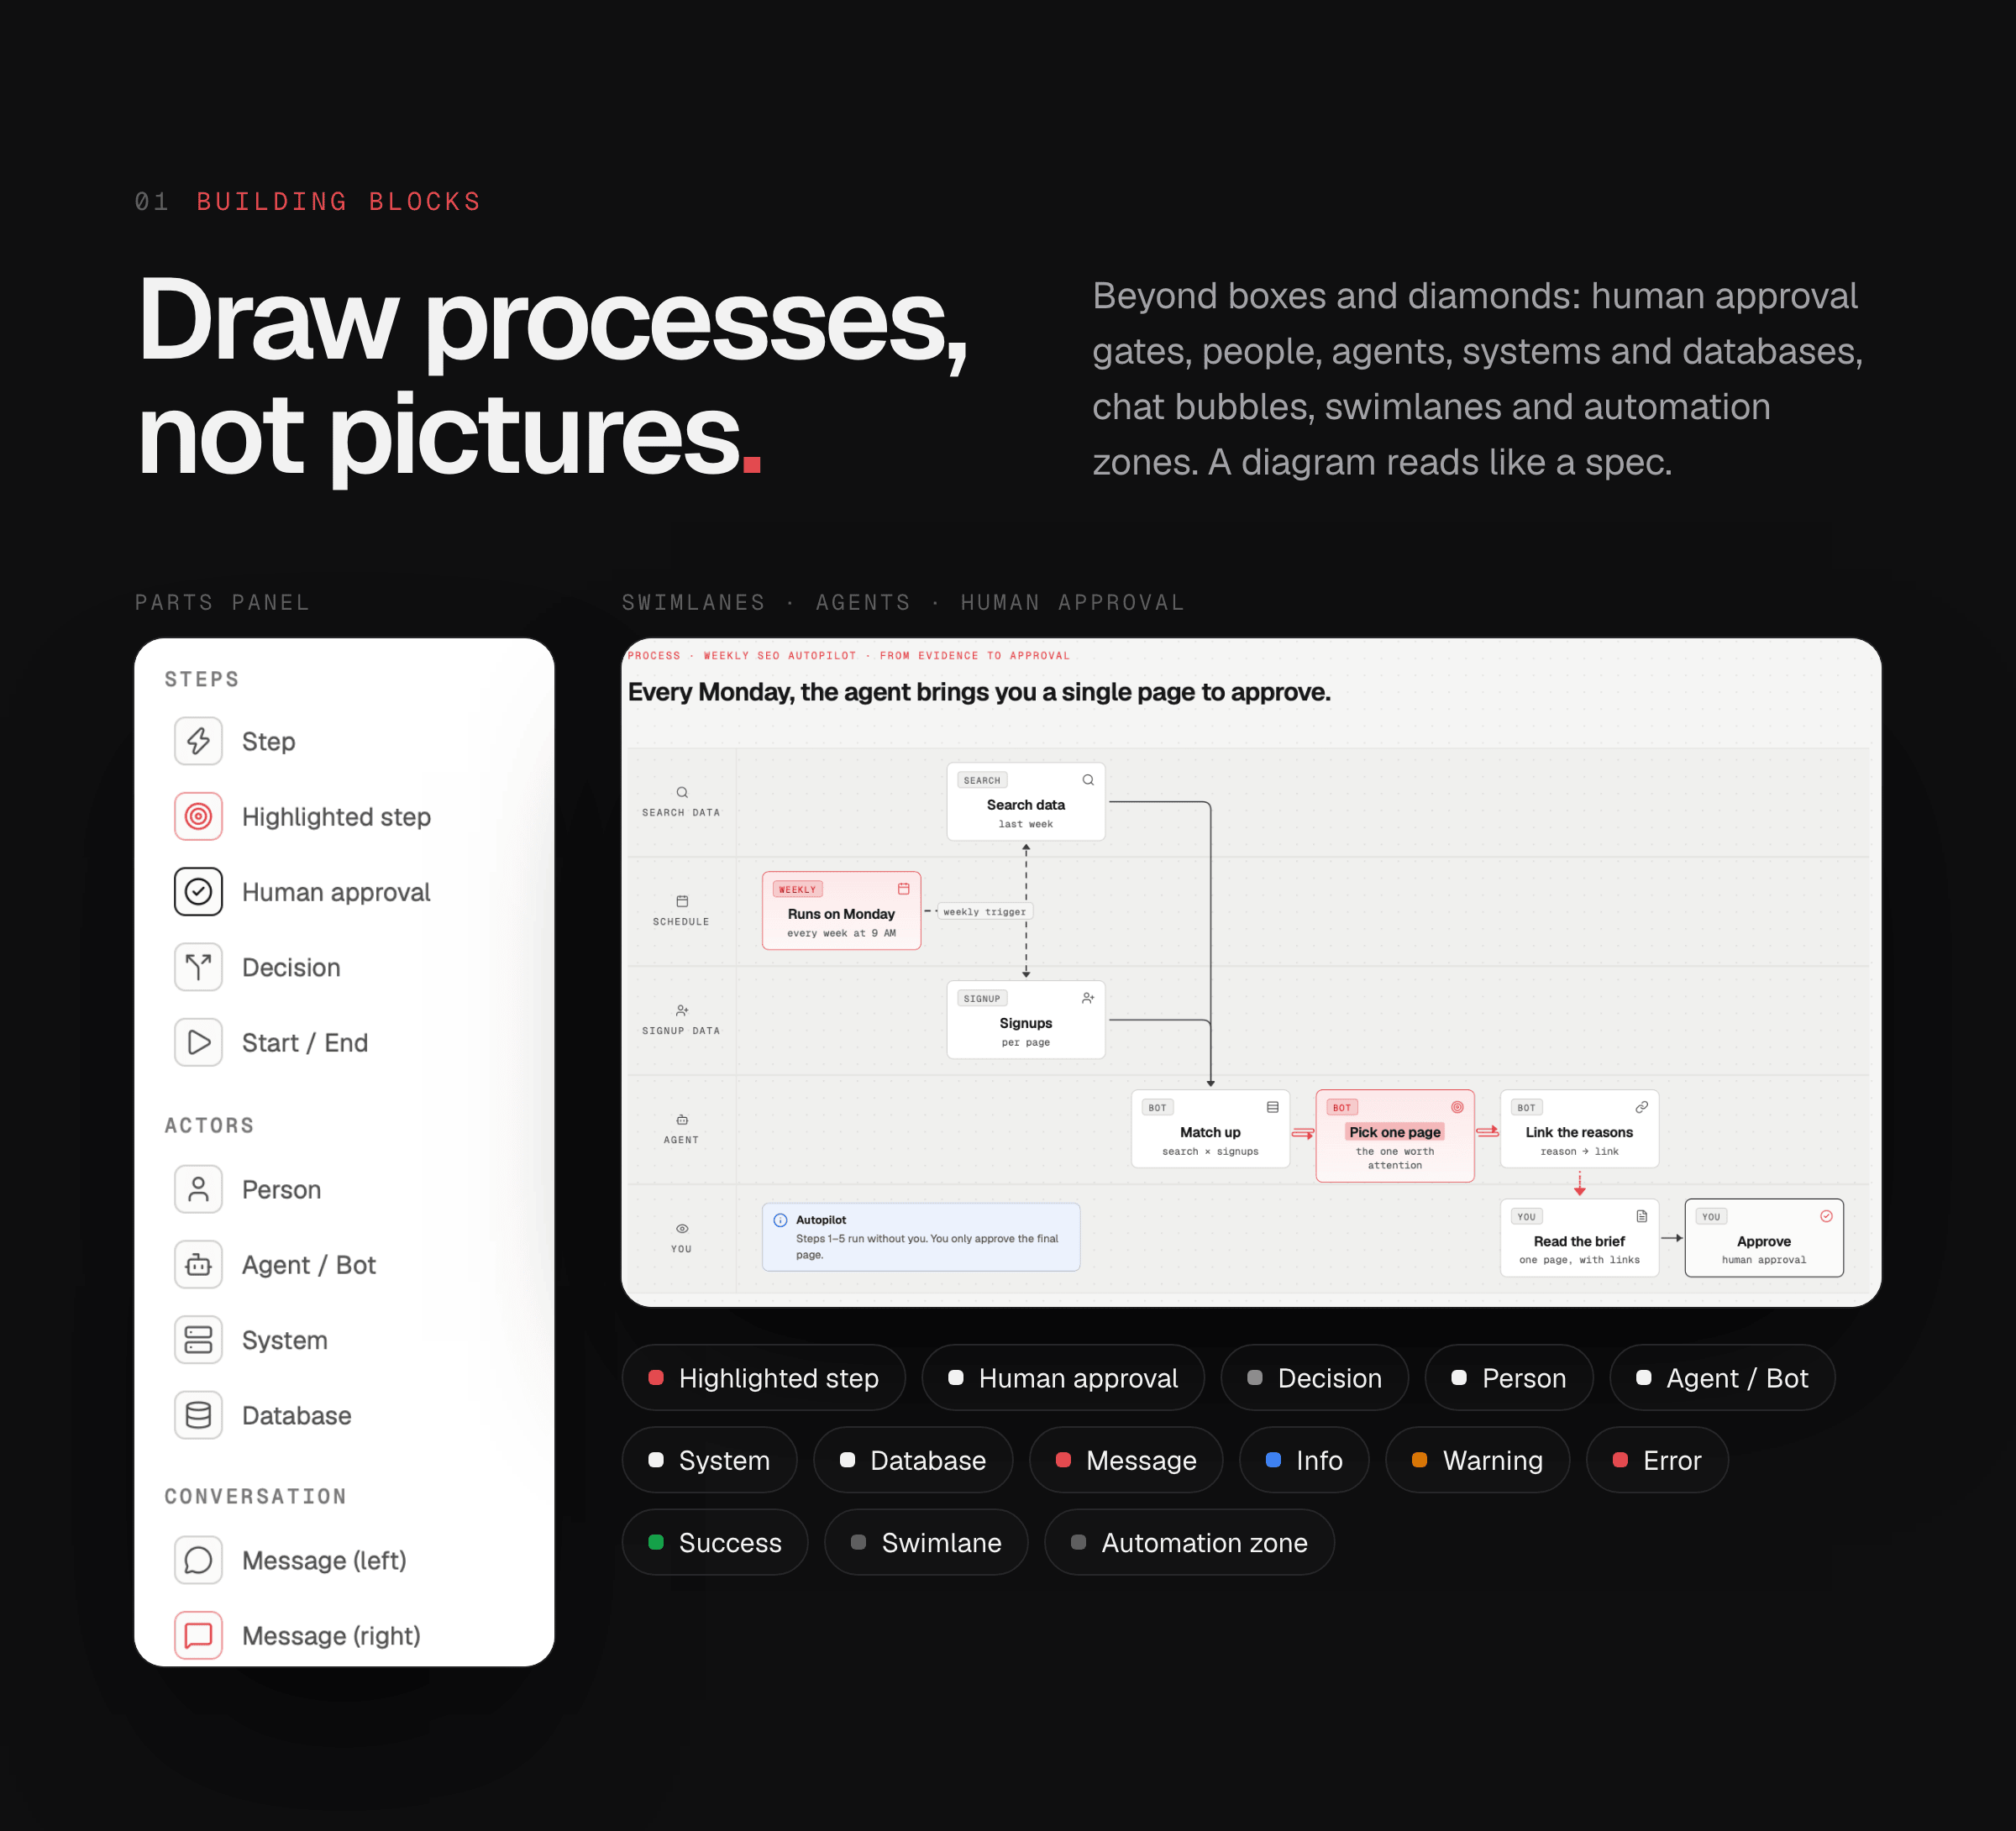 01 BUILDING BLOCKS
Draw processes,
not pictures.
Beyond boxes and diamonds: human approval
gates, people, agents, systems and databases,
chat bubbles, swimlanes and automation
zones. A diagram reads like a spec.
PARTS PANEL
STEPS
Step
Highlighted step
Human approval
Decision
Start / End
ACTORS
Person
Agent / Bot
System
Database
CONVERSATION
Message (left)
Message (right)
SWIMLANES · AGENTS · HUMAN APPROVAL
PROCESS · WEEKLY SEO AUTOPILOT · FROM EVIDENCE TO APPROVAL
Every Monday, the agent brings you a single page to approve.
SEARCH DATA
SEARCH
Search data
last week
SCHEDULE
WEEKLY
Runs on Monday
every week at 9 AM
weekly trigger
SIGNUP DATA
SIGNUP
Signups
per page
AGENT
BOT
Match up
search × signups
BOT
Pick one page
the one worth
attention
BOT
Link the reasons
reason → link
YOU
Autopilot
Steps 1–5 run without you. You only approve the final
page.
YOU
Read the brief
one page, with links
YOU
Approve
human approval
Highlighted step
Human approval
Decision
Person
Agent / Bot
System
Database
Message
Info
Warning
Error
Success
Swimlane
Automation zone